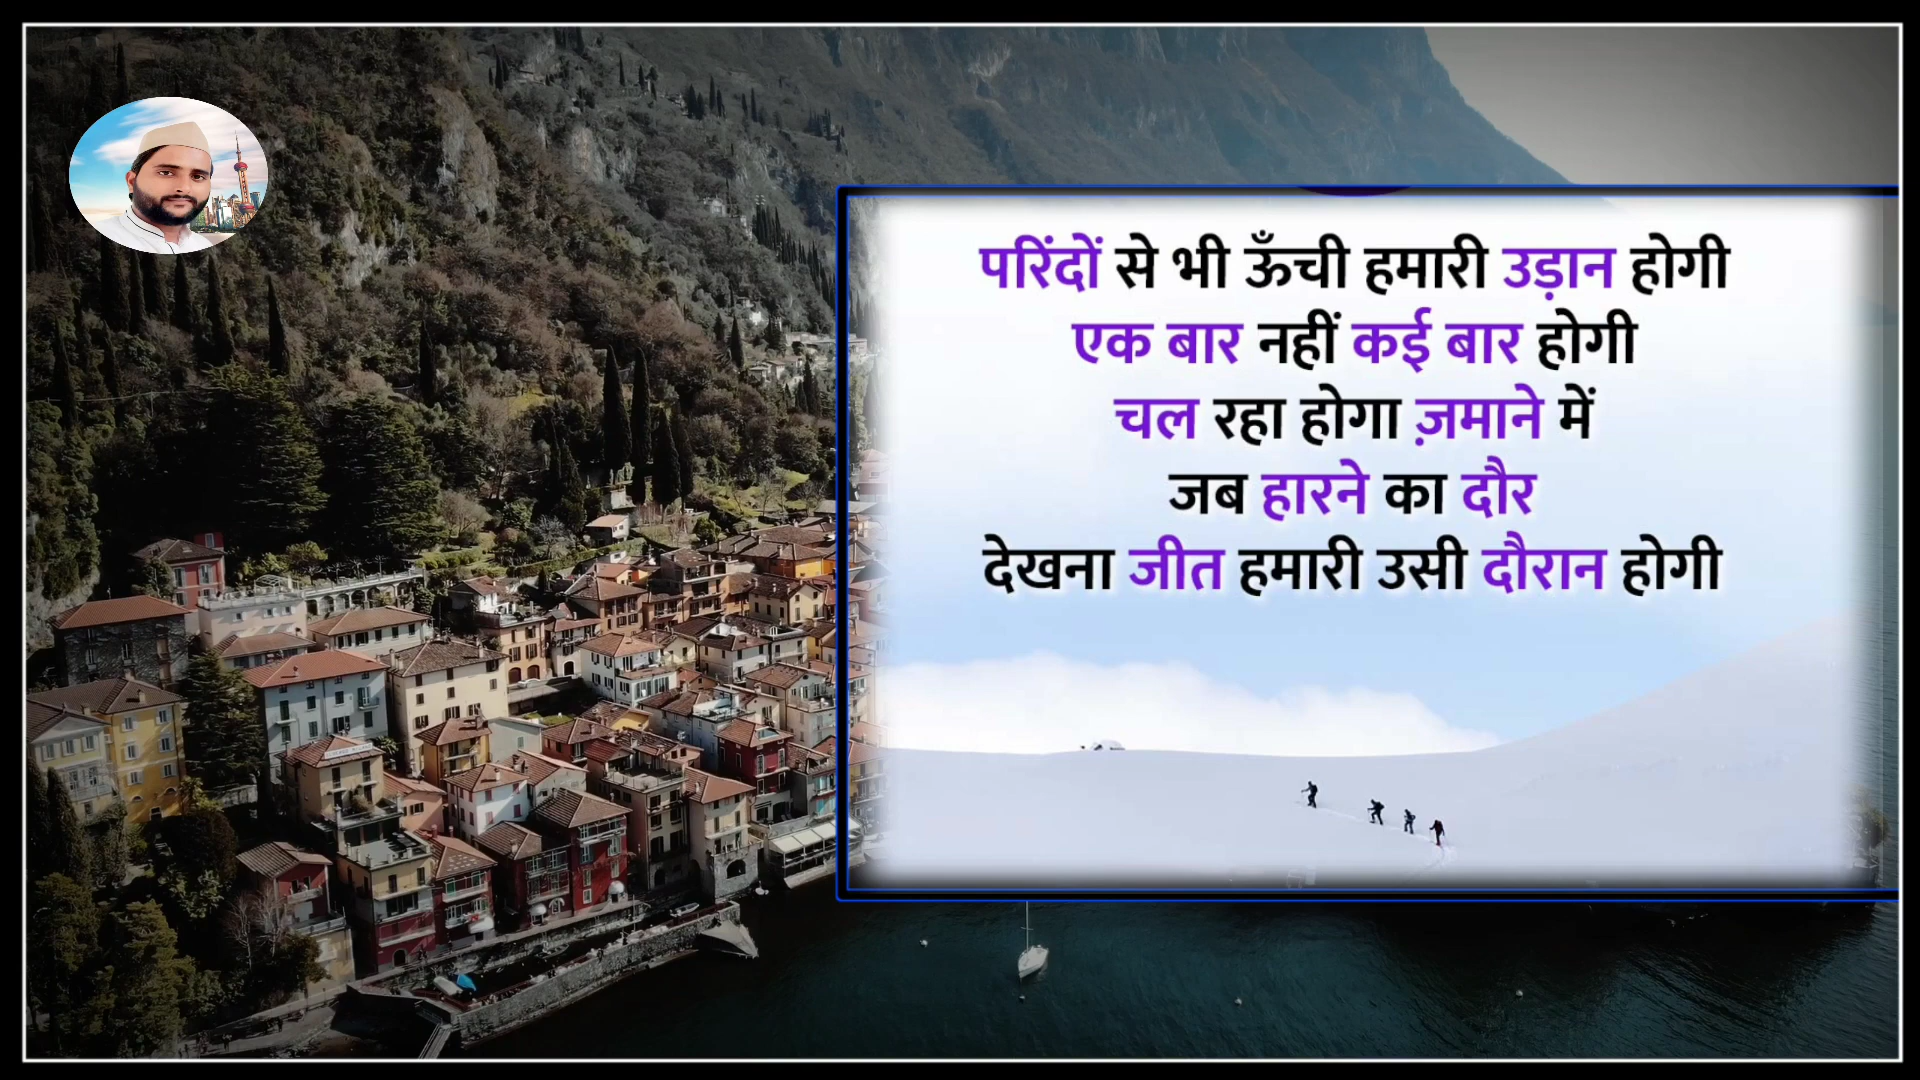 परिंदों से भी ऊँची हमारी उड़ान होगी
एक बार नहीं कई बार होगी
चल रहा होगा ज़माने में
जब हारने का दौर
देखना जीत हमारी उसी दौरान होगी